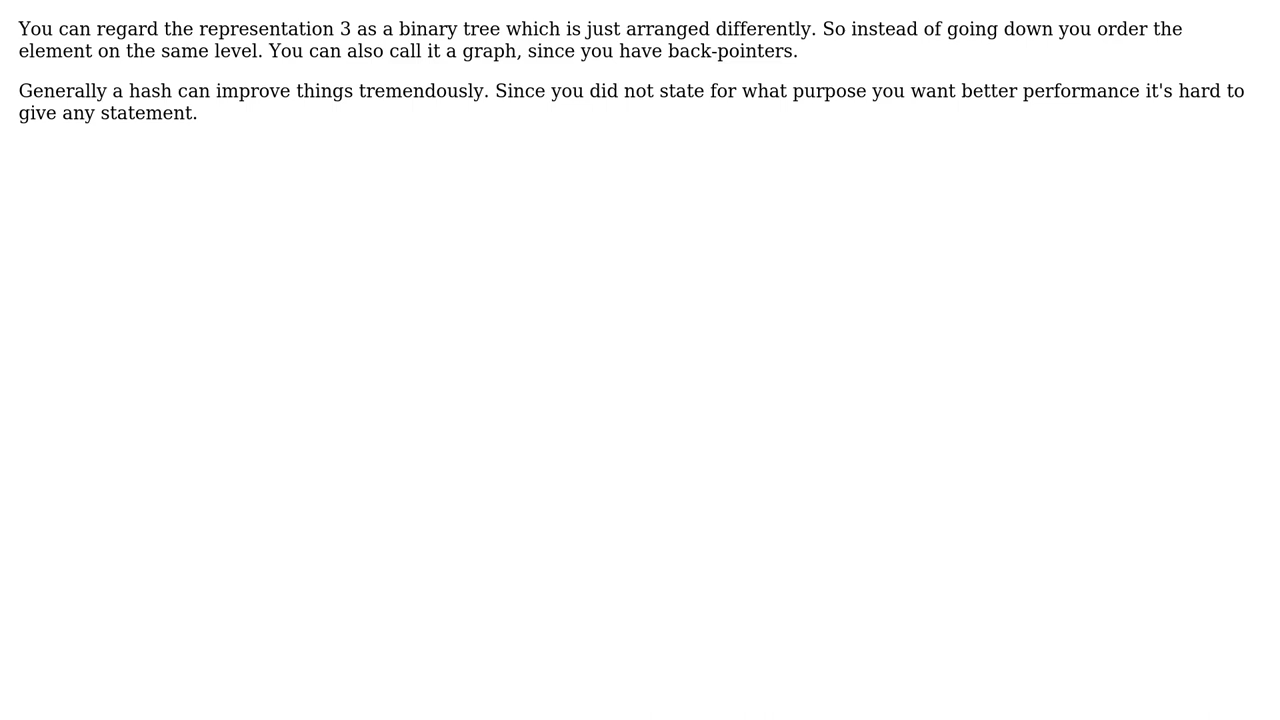 You can regard the representation 3 as a binary tree which is just arranged differently. So instead of going down you order the
element on the same level. You can also call it a graph, since you have back-pointers.
Generally a hash can improve things tremendously. Since you did not state for what purpose you want better performance it's hard to
give any statement.